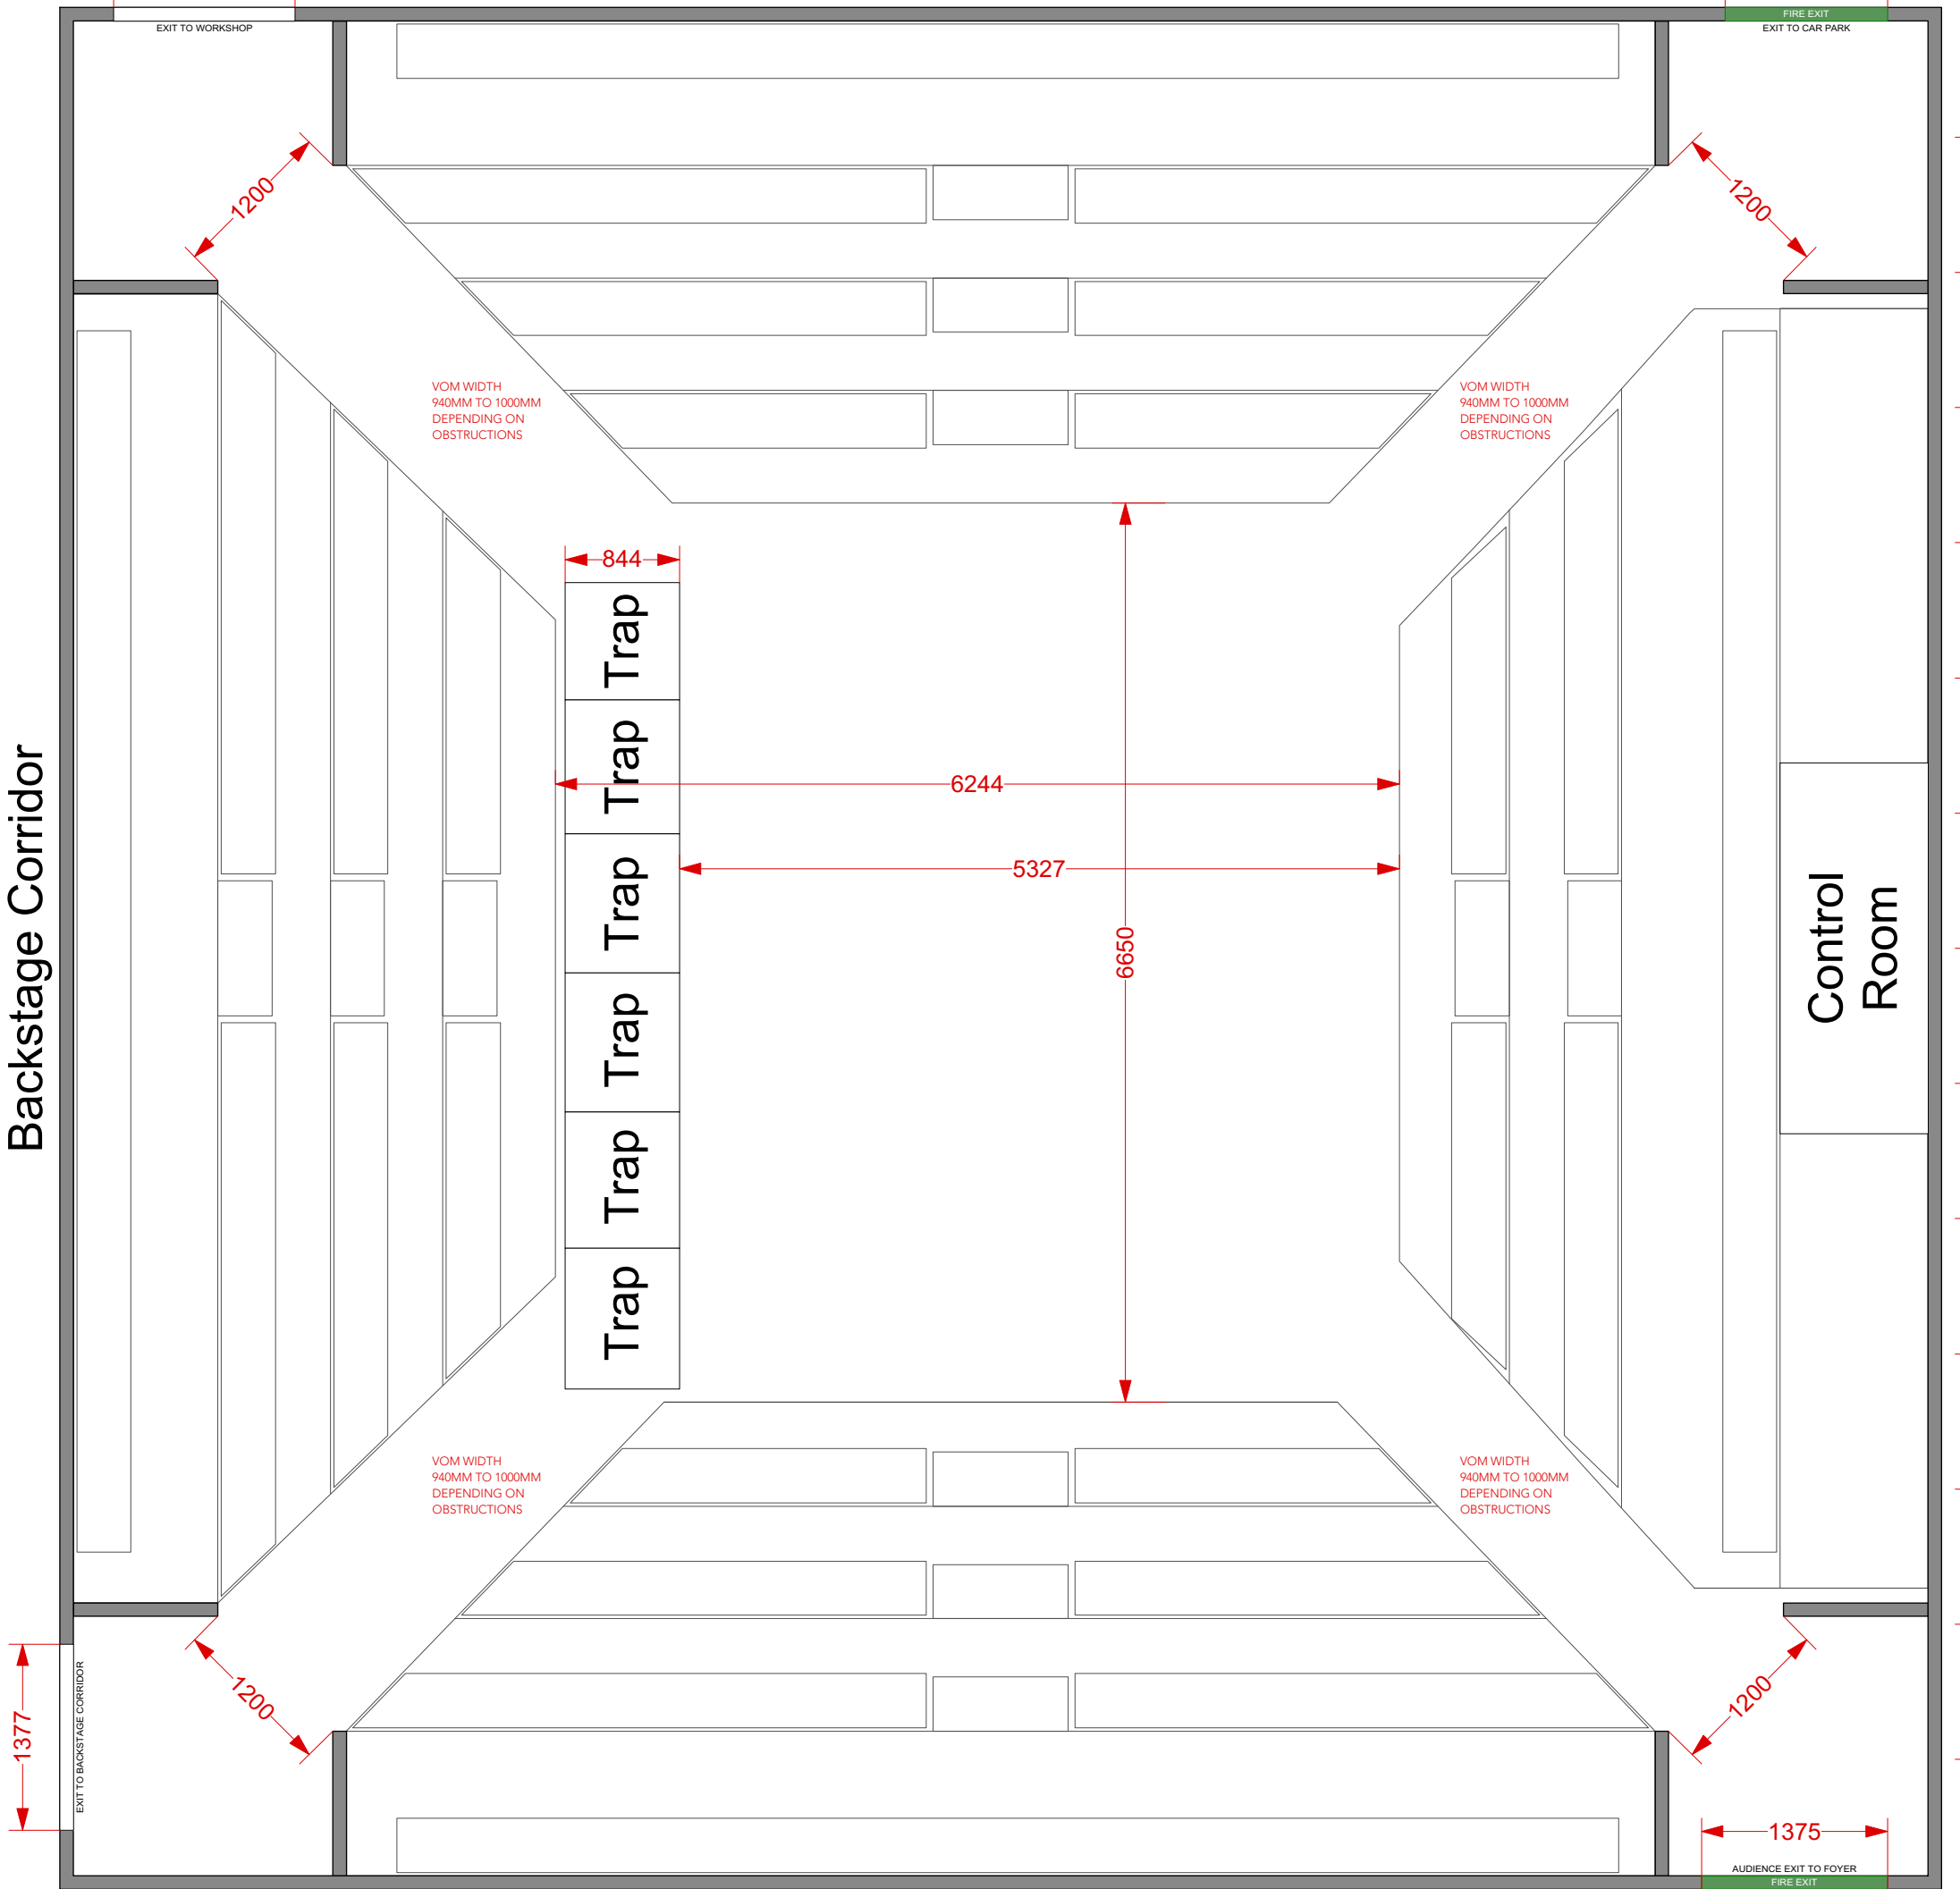 FIRE EXIT
EXIT TO WORKSHOP
EXIT TO CAR PARK
1200
1200
VOM WIDTH
940MM TO 1000MM
DEPENDING ON
OBSTRUCTIONS
VOM WIDTH
940MM TO 1000MM
DEPENDING ON
OBSTRUCTIONS
844
Trap
Trap
Trap
Trap
Trap
Trap
6244
5327
6650
Backstage Corridor
Control
Room
VOM WIDTH
940MM TO 1000MM
DEPENDING ON
OBSTRUCTIONS
VOM WIDTH
940MM TO 1000MM
DEPENDING ON
OBSTRUCTIONS
1200
1200
1377
EXIT TO BACKSTAGE CORRIDOR
1375
AUDIENCE EXIT TO FOYER
FIRE EXIT